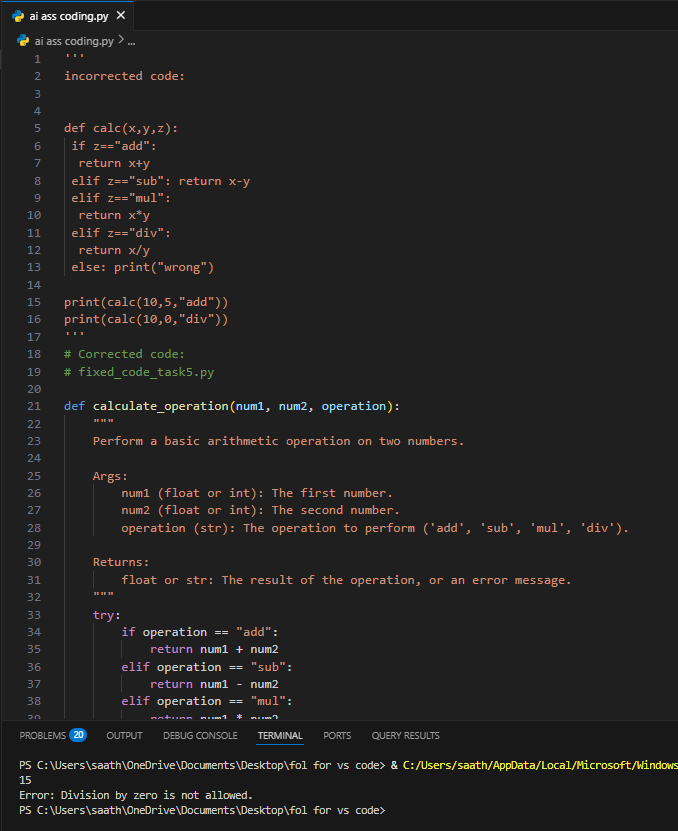 ai ass coding.py ×
ai ass coding.py > ...
1 '''
2 incorrected code:
3
4
5 def calc(x,y,z):
6  if z=="add":
7   return x+y
8  elif z=="sub": return x-y
9  elif z=="mul":
10   return x*y
11  elif z=="div":
12   return x/y
13  else: print("wrong")
14
15 print(calc(10,5,"add"))
16 print(calc(10,0,"div"))
17 '''
18 # Corrected code:
19 # fixed_code_task5.py
20
21 def calculate_operation(num1, num2, operation):
22     """
23     Perform a basic arithmetic operation on two numbers.
24
25     Args:
26         num1 (float or int): The first number.
27         num2 (float or int): The second number.
28         operation (str): The operation to perform ('add', 'sub', 'mul', 'div').
29
30     Returns:
31         float or str: The result of the operation, or an error message.
32     """
33     try:
34         if operation == "add":
35             return num1 + num2
36         elif operation == "sub":
37             return num1 - num2
38         elif operation == "mul":
39             return num1 * num2
PROBLEMS 20 OUTPUT DEBUG CONSOLE TERMINAL PORTS QUERY RESULTS
PS C:\Users\saath\OneDrive\Documents\Desktop\fol for vs code> & C:/Users/saath/AppData/Local/Microsoft/Windows
15
Error: Division by zero is not allowed.
PS C:\Users\saath\OneDrive\Documents\Desktop\fol for vs code>